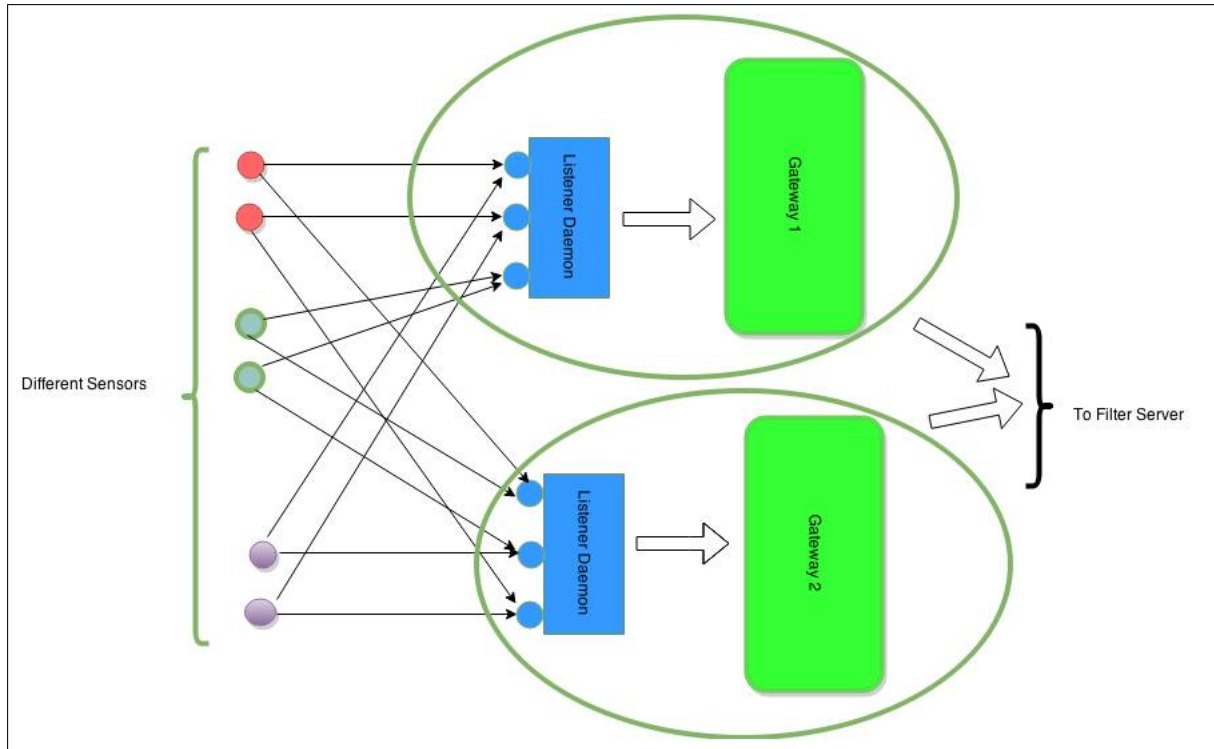 Different Sensors
Listener Daemon
Gateway 1
Listener Daemon
Gateway 2
To Filter Server